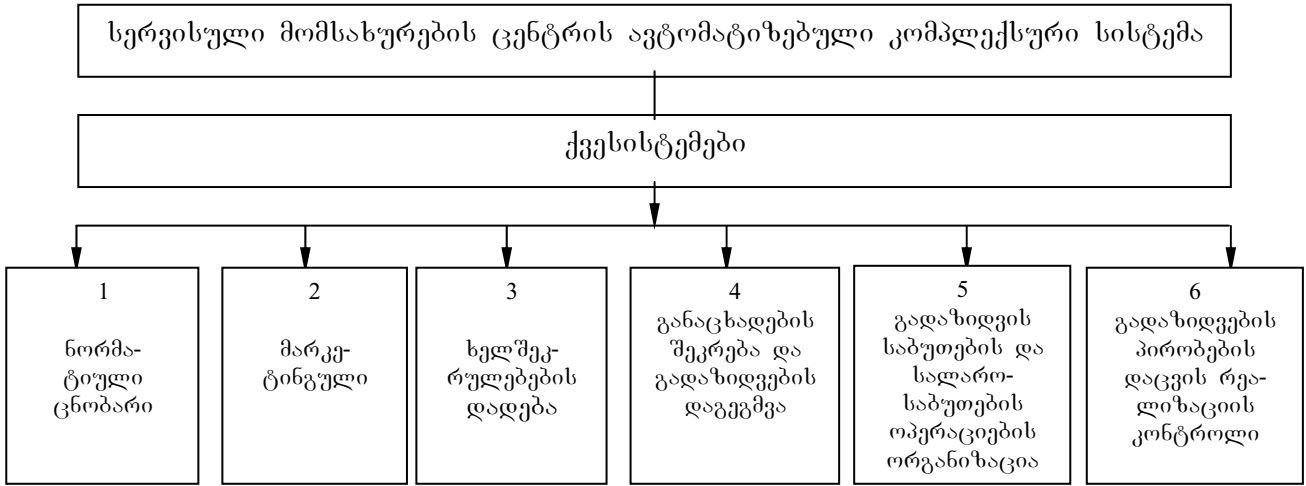 სერვისული მომსახურების ცენტრის ავტომატიზებული კომპლექსური სისტემა
ქვესისტემები
1
ნორმა-
ტიული
ცნობარი
2
მარკე-
ტინგული
3
ხელშეკ-
რულებების
დადება
4
განაცხადების
შეკრება და
გადაზიდვების
დაგეგმვა
5
გადაზიდვის
საბუთების და
სალარო-
საბუთების
ოპერაციების
ორგანიზაცია
6
გადაზიდვების
პირობების
დაცვის რეა-
ლიზაციის
კონტროლი